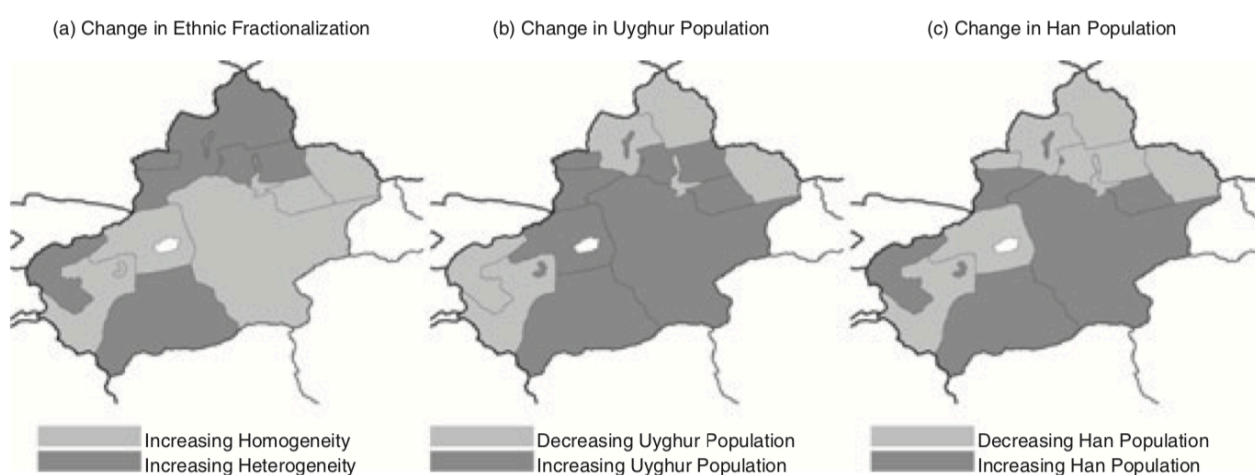 (a) Change in Ethnic Fractionalization
(b) Change in Uyghur Population
(c) Change in Han Population
Increasing Homogeneity
Increasing Heterogeneity
Decreasing Uyghur Population
Increasing Uyghur Population
Decreasing Han Population
Increasing Han Population